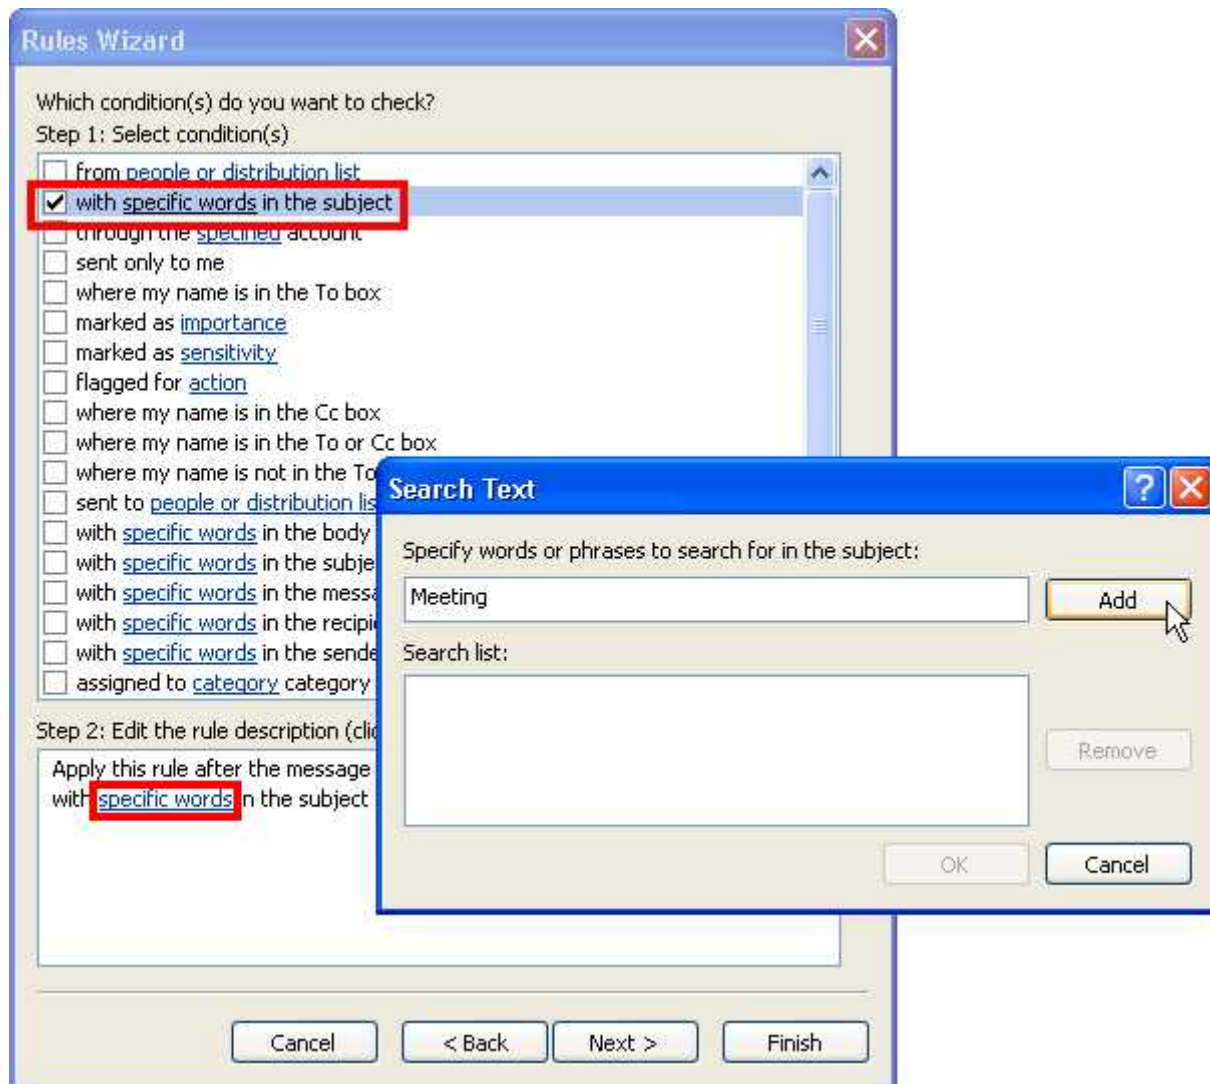 Rules Wizard
Which condition(s) do you want to check?
Step 1: Select condition(s)
from people or distribution list
with specific words in the subject
through the specified account
sent only to me
where my name is in the To box
marked as importance
marked as sensitivity
flagged for action
where my name is in the Cc box
where my name is in the To or Cc box
where my name is not in the To
sent to people or distribution lis
with specific words in the body
with specific words in the subje
with specific words in the messa
with specific words in the recipie
with specific words in the sende
assigned to category category
Step 2: Edit the rule description (clic
Apply this rule after the message
with specific words in the subject
Cancel
< Back
Next >
Finish
Search Text
Specify words or phrases to search for in the subject:
Meeting
Add
Search list:
Remove
OK
Cancel